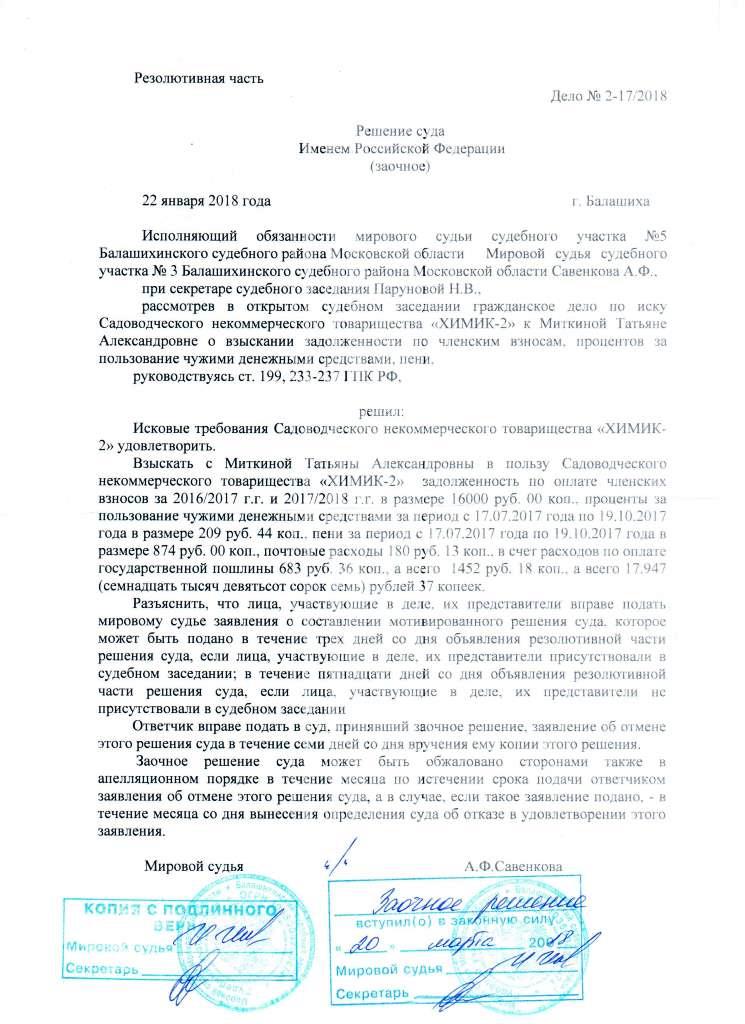 Резолютивная часть
Дело № 2-17/2018
Решение суда
Именем Российской Федерации
(заочное)
22 января 2018 года г. Балашиха
Исполняющий обязанности мирового судьи судебного участка №5
Балашихинского судебного района Московской области Мировой судья судебного
участка № 3 Балашихинского судебного района Московской области Савенкова А.Ф.,
при секретаре судебного заседания Паруновой Н.В.,
рассмотрев в открытом судебном заседании гражданское дело по иску
Садоводческого некоммерческого товарищества «ХИМИК-2» к Миткиной Татьяне
Александровне о взыскании задолженности по членским взносам, процентов за
пользование чужими денежными средствами, пени,
руководствуясь ст. 199, 233-237 ГПК РФ,
решил:
Исковые требования Садоводческого некоммерческого товарищества «ХИМИК-
2» удовлетворить.
Взыскать с Миткиной Татьяны Александровны в пользу Садоводческого
некоммерческого товарищества «ХИМИК-2» задолженность по оплате членских
взносов за 2016/2017 г.г. и 2017/2018 г.г. в размере 16000 руб. 00 коп., проценты за
пользование чужими денежными средствами за период с 17.07.2017 года по 19.10.2017
года в размере 209 руб. 44 коп., пени за период с 17.07.2017 года по 19.10.2017 года в
размере 874 руб. 00 коп., почтовые расходы 180 руб. 13 коп., в счет расходов по оплате
государственной пошлины 683 руб. 36 коп., а всего 1452 руб. 18 коп., а всего 17.947
(семнадцать тысяч девятьсот сорок семь) рублей 37 копеек.
Разъяснить, что лица, участвующие в деле, их представители вправе подать
мировому судье заявления о составлении мотивированного решения суда, которое
может быть подано в течение трех дней со дня объявления резолютивной части
решения суда, если лица, участвующие в деле, их представители присутствовали в
судебном заседании; в течение пятнадцати дней со дня объявления резолютивной
части решения суда, если лица, участвующие в деле, их представители не
присутствовали в судебном заседании
Ответчик вправе подать в суд, принявший заочное решение, заявление об отмене
этого решения суда в течение семи дней со дня вручения ему копии этого решения.
Заочное решение суда может быть обжаловано сторонами также в
апелляционном порядке в течение месяца по истечении срока подачи ответчиком
заявления об отмене этого решения суда, а в случае, если такое заявление подано, - в
течение месяца со дня вынесения определения суда об отказе в удовлетворении этого
заявления.
Мировой судья А.Ф.Савенкова
КОПИЯ С ПОДЛИННОГО
ВЕРНА
Мировой судья
Секретарь
Заочное решение
вступил(о) в законную силу
« 20 » марта 2018
Мировой судья
Секретарь